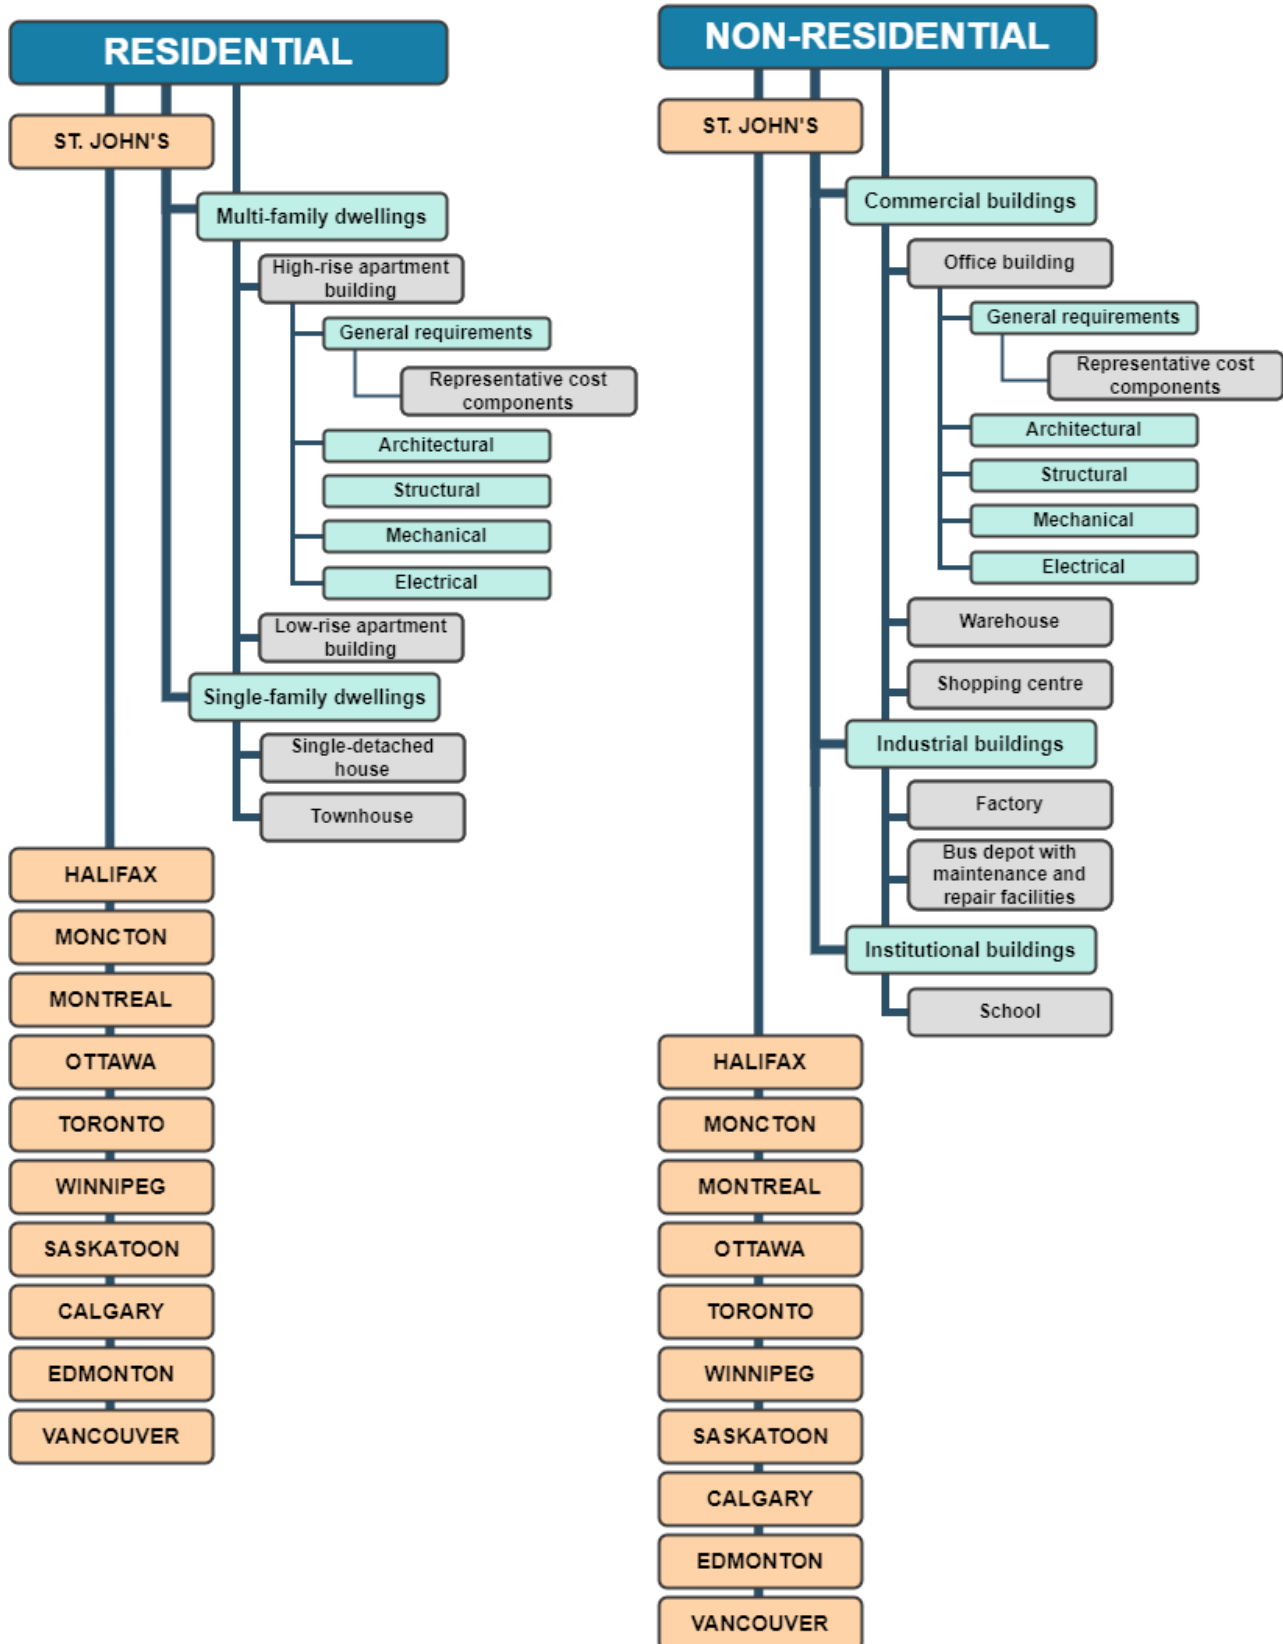 RESIDENTIAL
ST. JOHN'S
Multi-family dwellings
High-rise apartment
building
General requirements
Representative cost
components
Architectural
Structural
Mechanical
Electrical
Low-rise apartment
building
Single-family dwellings
Single-detached
house
Townhouse
HALIFAX
MONCTON
MONTREAL
OTTAWA
TORONTO
WINNIPEG
SASKATOON
CALGARY
EDMONTON
VANCOUVER
NON-RESIDENTIAL
ST. JOHN'S
Commercial buildings
Office building
General requirements
Representative cost
components
Architectural
Structural
Mechanical
Electrical
Warehouse
Shopping centre
Industrial buildings
Factory
Bus depot with
maintenance and
repair facilities
Institutional buildings
School
HALIFAX
MONCTON
MONTREAL
OTTAWA
TORONTO
WINNIPEG
SASKATOON
CALGARY
EDMONTON
VANCOUVER